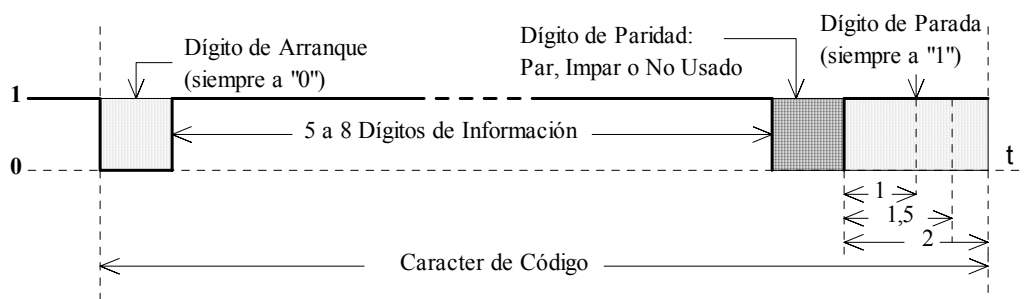 Dígito de Arranque
(siempre a "0")
Dígito de Paridad:
Par, Impar o No Usado
Dígito de Parada
(siempre a "1")
1
5 a 8 Dígitos de Información
0
t
1
1,5
2
Caracter de Código